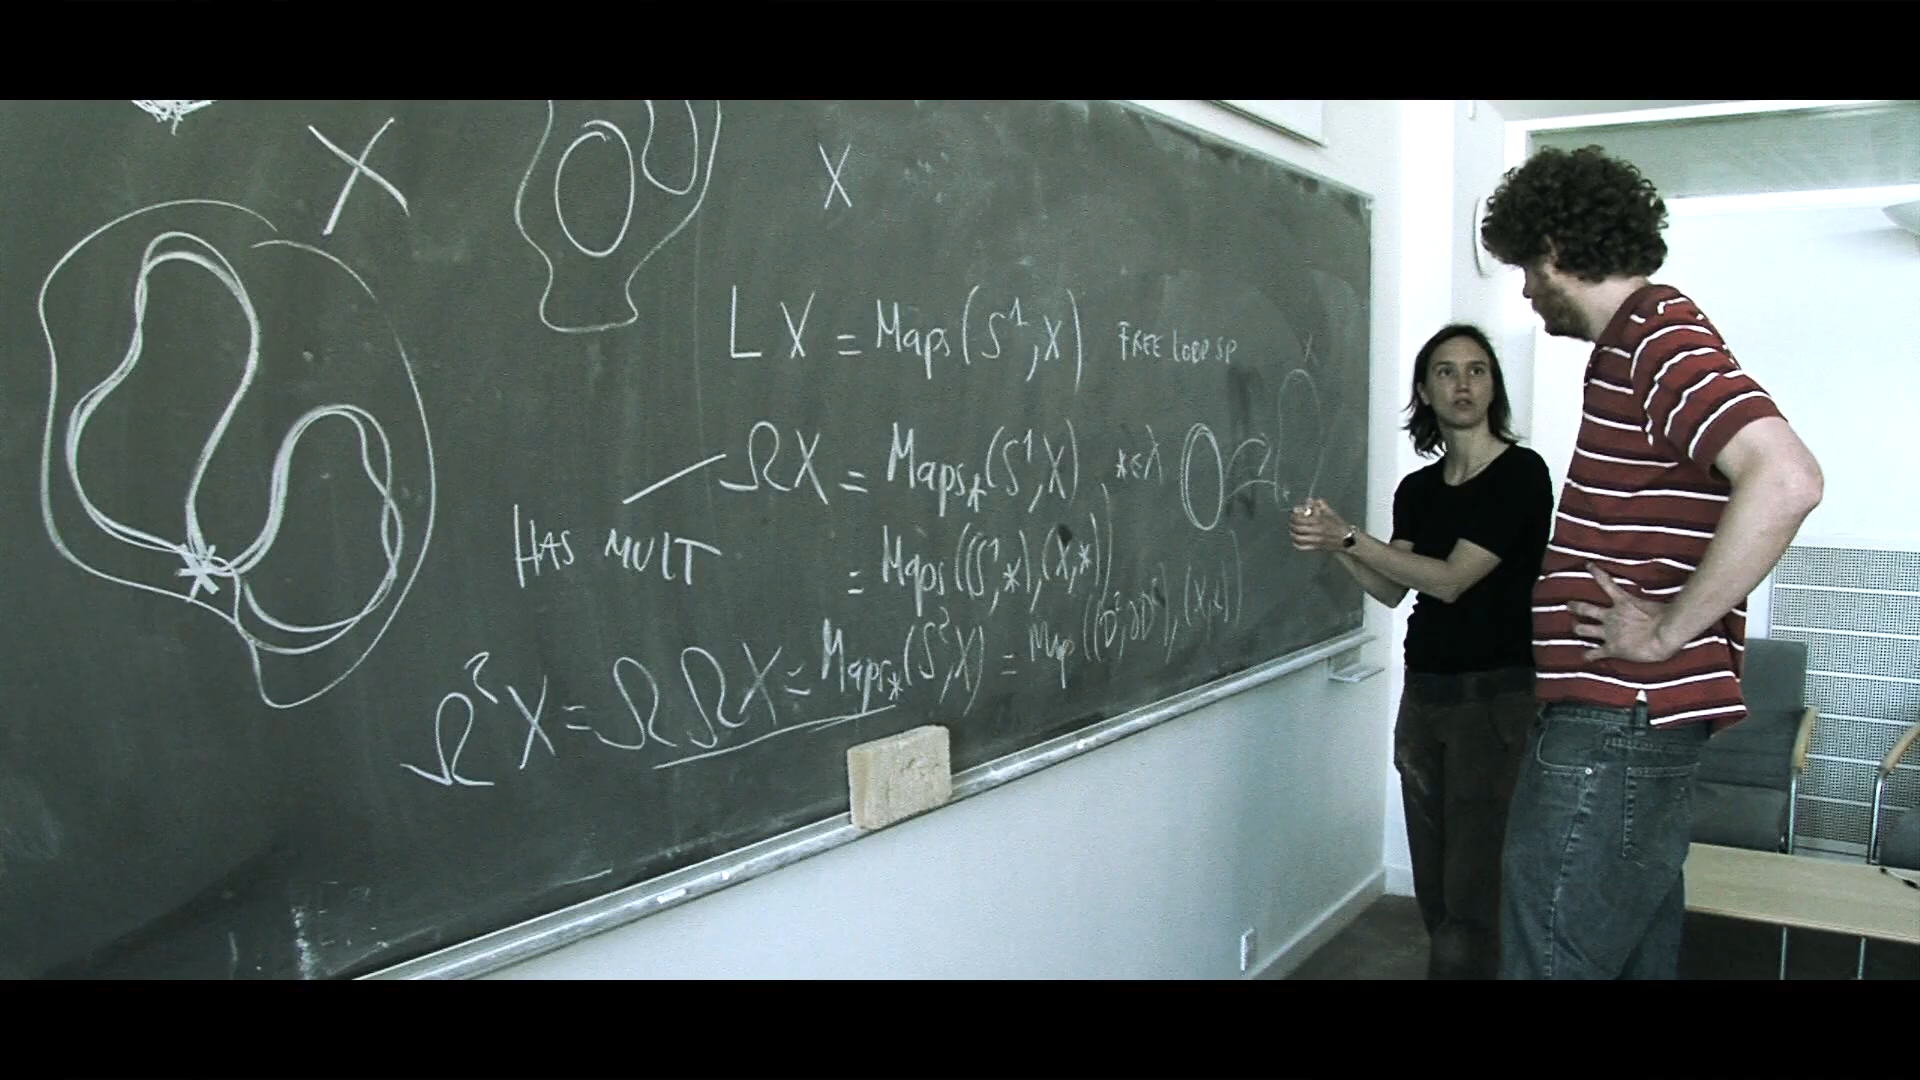 X
X
LX = Maps(S¹, X) FREE LOOP SP
X
ΩX = Maps⁎(S¹, X), * ∈ X
HAS MULT
= Maps((S¹, *), (X, *))
Ω²X = ΩΩX = Maps⁎(S², X) = Map((D², ∂D²), (X, *))
*